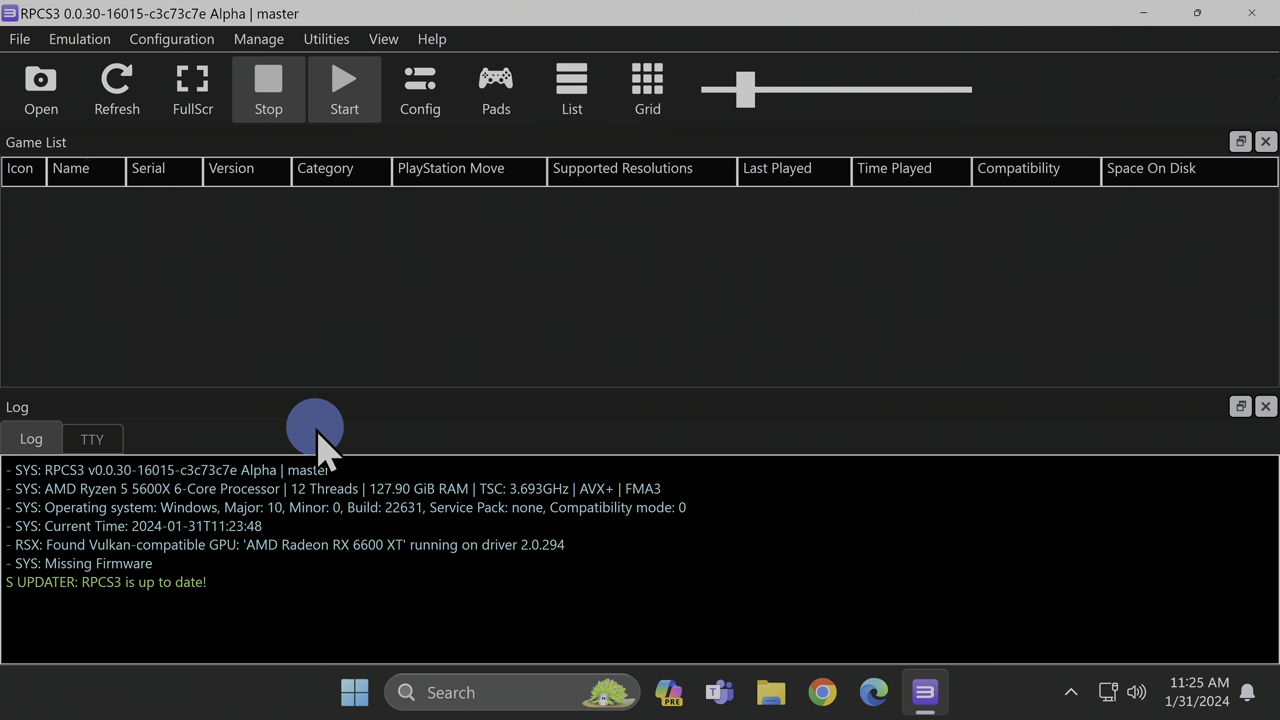 RPCS3 0.0.30-16015-c3c73c7e Alpha | master
File Emulation Configuration Manage Utilities View Help
Open Refresh FullScr Stop Start Config Pads List Grid
Game List
Icon Name Serial Version Category PlayStation Move Supported Resolutions Last Played Time Played Compatibility Space On Disk
Log
Log TTY
- SYS: RPCS3 v0.0.30-16015-c3c73c7e Alpha | master
- SYS: AMD Ryzen 5 5600X 6-Core Processor | 12 Threads | 127.90 GiB RAM | TSC: 3.693GHz | AVX+ | FMA3
- SYS: Operating system: Windows, Major: 10, Minor: 0, Build: 22631, Service Pack: none, Compatibility mode: 0
- SYS: Current Time: 2024-01-31T11:23:48
- RSX: Found Vulkan-compatible GPU: 'AMD Radeon RX 6600 XT' running on driver 2.0.294
- SYS: Missing Firmware
S UPDATER: RPCS3 is up to date!
Search
PRE
11:25 AM
1/31/2024